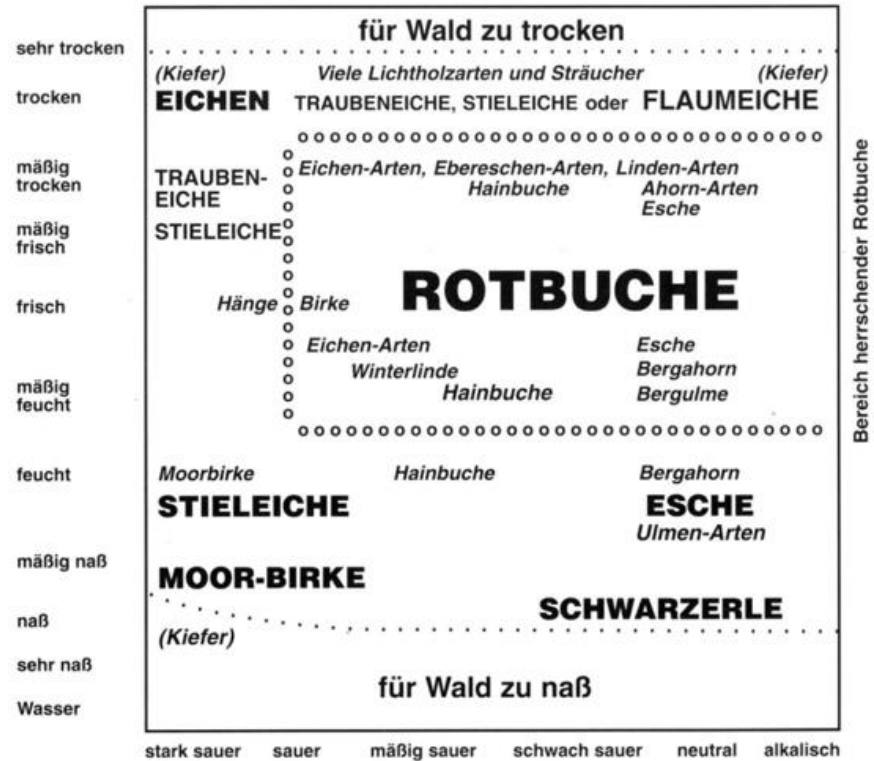 für Wald zu trocken
sehr trocken
(Kiefer) Viele Lichtholzarten und Sträucher (Kiefer)
trocken EICHEN TRAUBENEICHE, STIELEICHE oder FLAUMEICHE
o o o o o o o o o o o o o o o o o o o o o o o o o o o o o o o o o o o o o o o o
mäßig
trocken
Eichen-Arten, Ebereschen-Arten, Linden-Arten
TRAUBEN-
EICHE
Hainbuche Ahorn-Arten
Esche
mäßig
frisch
STIELEICHE
frisch
Hänge Birke
ROTBUCHE
Eichen-Arten Esche
Winterlinde Bergahorn
mäßig
feucht
Hainbuche Bergulme
o o o o o o o o o o o o o o o o o o o o o o o o o o o o o o o o o o o o o o o o
feucht Moorbirke Hainbuche Bergahorn
STIELEICHE ESCHE
Ulmen-Arten
mäßig naß
MOOR-BIRKE
SCHWARZERLE
naß
(Kiefer)
sehr naß
für Wald zu naß
Wasser
stark sauer sauer mäßig sauer schwach sauer neutral alkalisch
Bereich herrschender Rotbuche